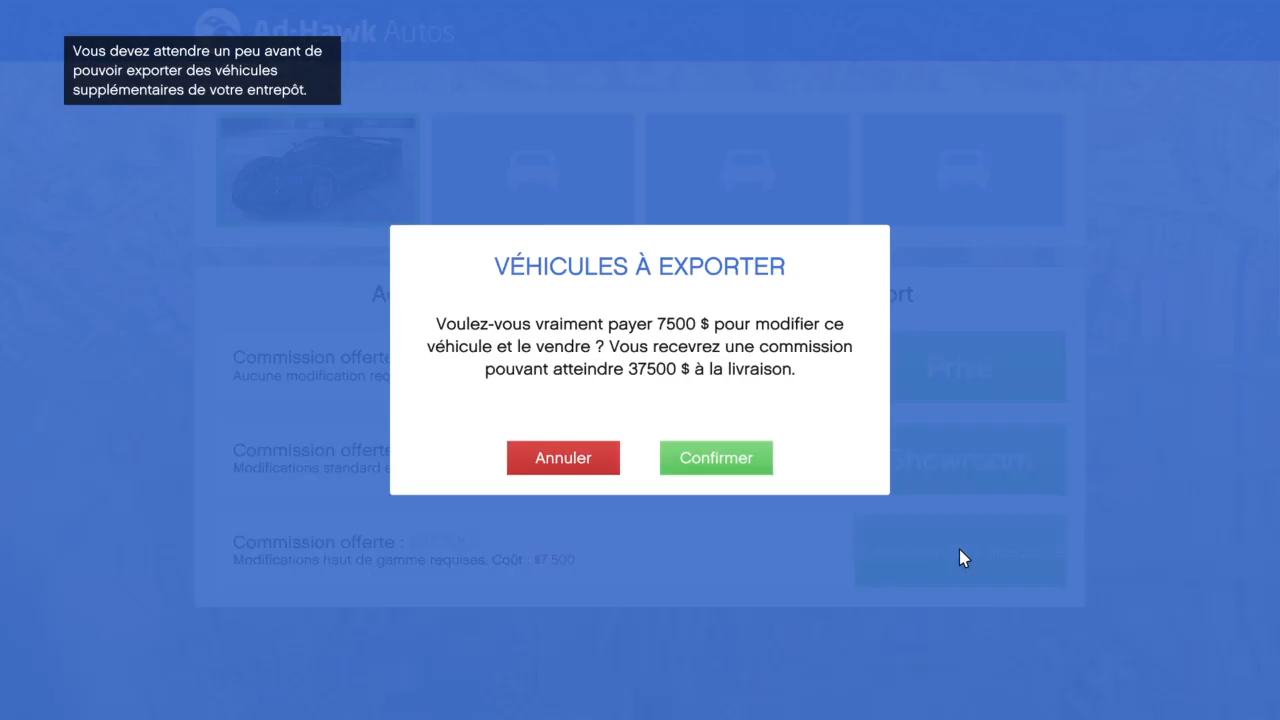 Ad-Hawk Autos
Vous devez attendre un peu avant de
pouvoir exporter des véhicules
supplémentaires de votre entrepôt.
VÉHICULES À EXPORTER
Voulez-vous vraiment payer 7500 $ pour modifier ce
véhicule et le vendre ? Vous recevrez une commission
pouvant atteindre 37500 $ à la livraison.
Annuler
Confirmer
Commission offerte
Aucune modification
Privé
Commission offerte
Modifications standard
Showroom
Commission offerte :
Modifications haut de gamme requises. Coût : $7 500